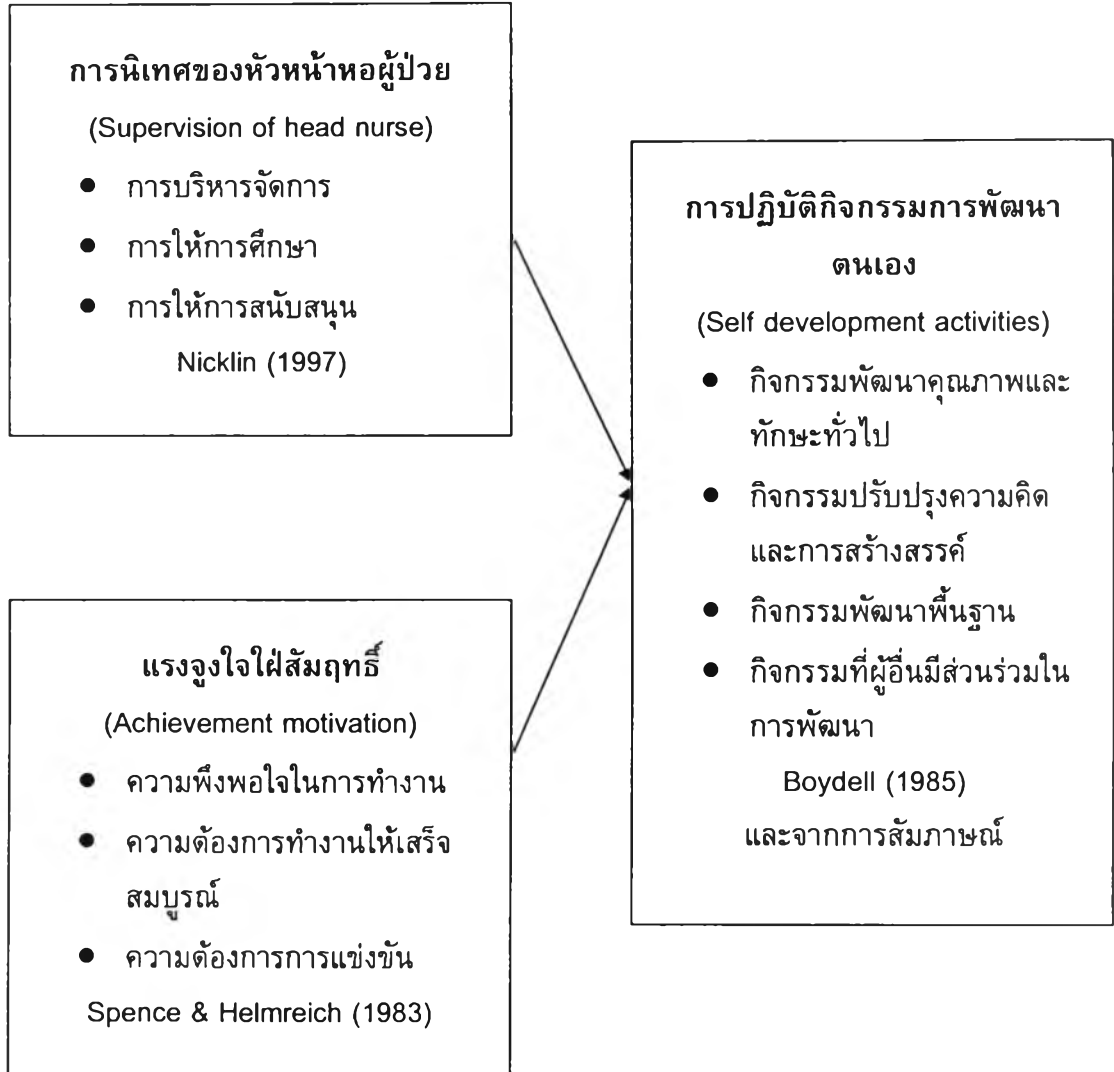 การนิเทศของหัวหน้าหอผู้ป่วย
(Supervision of head nurse)
● การบริหารจัดการ
● การให้การศึกษา
● การให้การสนับสนุน
Nicklin (1997)
แรงจูงใจใฝ่สัมฤทธิ์
(Achievement motivation)
● ความพึงพอใจในการทำงาน
● ความต้องการทำงานให้เสร็จ
สมบูรณ์
● ความต้องการการแข่งขัน
Spence & Helmreich (1983)
การปฏิบัติกิจกรรมการพัฒนา
ตนเอง
(Self development activities)
● กิจกรรมพัฒนาคุณภาพและ
ทักษะทั่วไป
● กิจกรรมปรับปรุงความคิด
และการสร้างสรรค์
● กิจกรรมพัฒนาพื้นฐาน
● กิจกรรมที่ผู้อื่นมีส่วนร่วมใน
การพัฒนา
Boydell (1985)
และจากการสัมภาษณ์